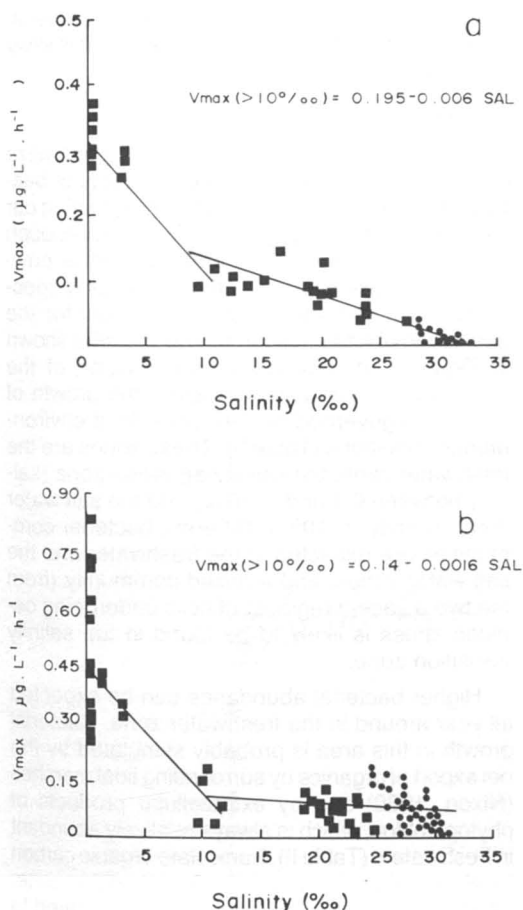 a
0.5
0.4
0.3
0.2
0.1
0
Vmax ( µg. L⁻¹ . h⁻¹ )
Vmax (>10°/oo) = 0.195-0.006 SAL
0 5 10 15 20 25 30 35
Salinity (‰)
b
0.90
0.75
0.60
0.45
0.30
0.15
Vmax µg. L⁻¹ . h⁻¹
Vmax (>10°/oo) = 0.14 - 0.0016 SAL
5 10 15 20 25 30 35
Salinity (‰)